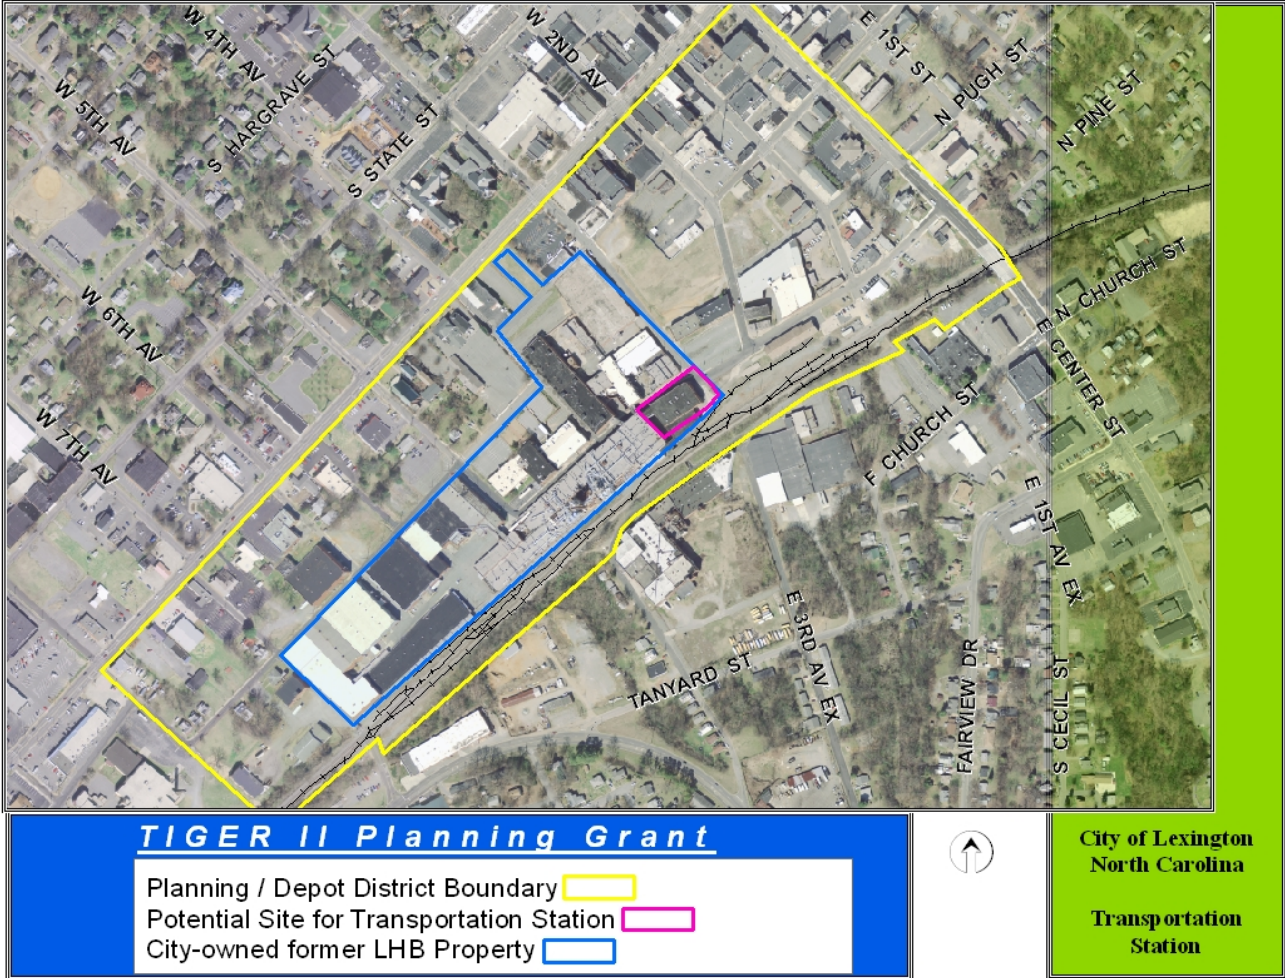 W 4TH AV
W 2ND AV
E 1ST ST
W 5TH AV
S HARGRAVE ST
S STATE ST
N PUGH ST
N PINE ST
W 6TH AV
E N CHURCH ST
E CENTER ST
W 7TH AV
F CHURCH ST
E 1ST AV EX
E 3RD AV EX
TANYARD ST
FAIRVIEW DR
S CECIL ST
TIGER II Planning Grant
Planning / Depot District Boundary
Potential Site for Transportation Station
City-owned former LHB Property
City of Lexington
North Carolina
Transportation
Station